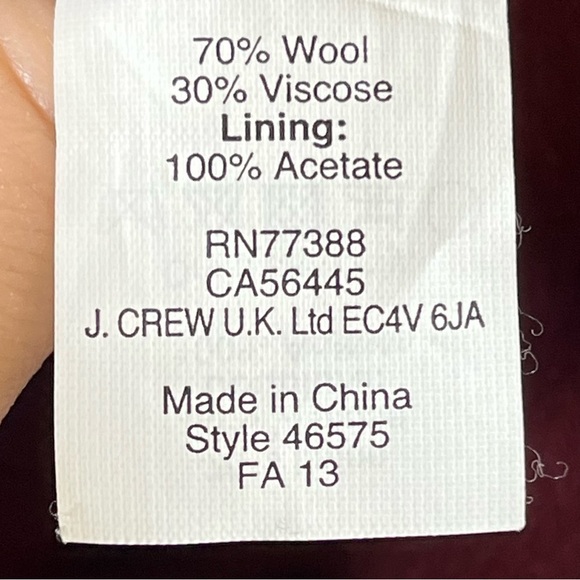 70% Wool
30% Viscose
Lining:
100% Acetate
RN77388
CA56445
J. CREW U.K. Ltd EC4V 6JA
Made in China
Style 46575
FA 13